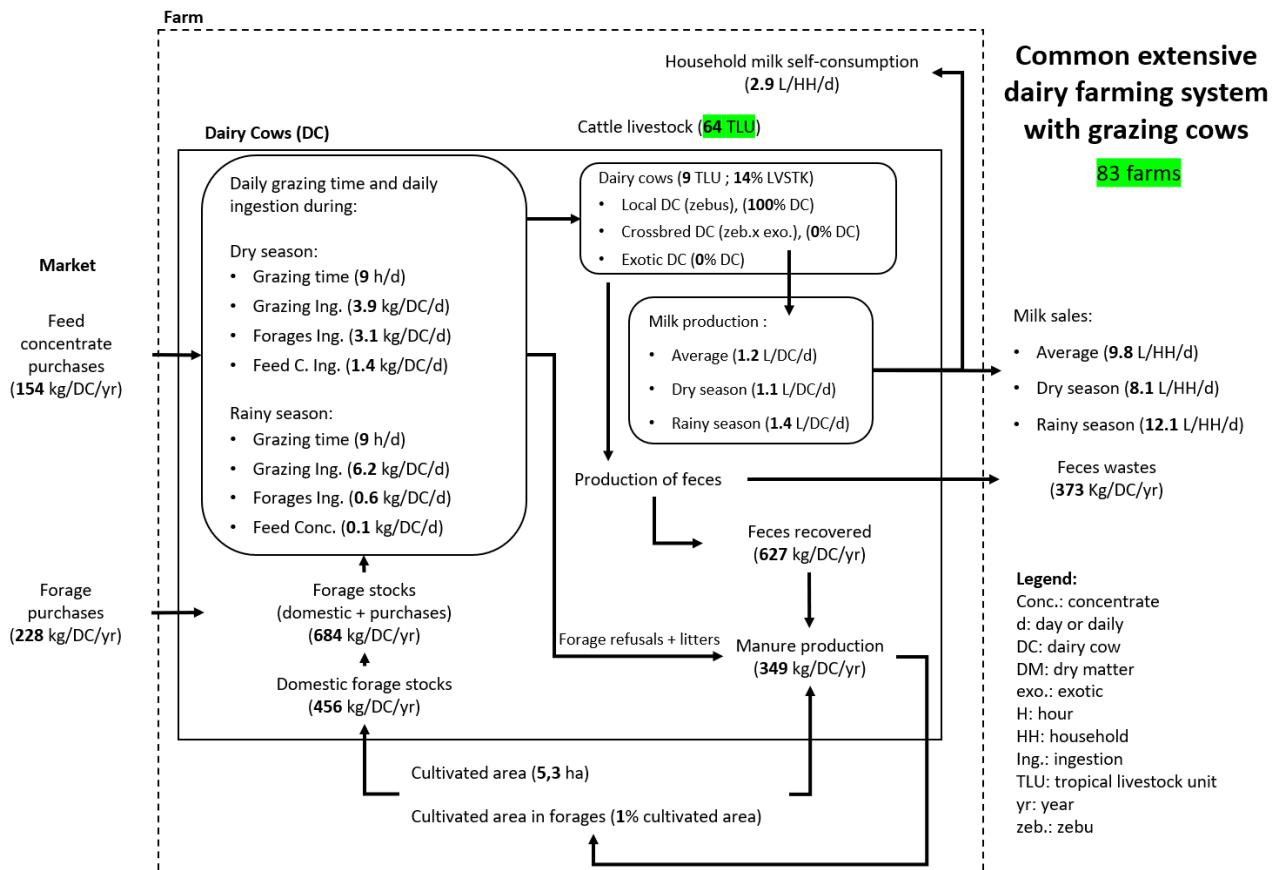 Farm
Common extensive
dairy farming system
with grazing cows
83 farms
Household milk self-consumption
(2.9 L/HH/d)
Cattle livestock (64 TLU)
Dairy Cows (DC)
Daily grazing time and daily
ingestion during:
Dry season:
• Grazing time (9 h/d)
• Grazing Ing. (3.9 kg/DC/d)
• Forages Ing. (3.1 kg/DC/d)
• Feed C. Ing. (1.4 kg/DC/d)
Rainy season:
• Grazing time (9 h/d)
• Grazing Ing. (6.2 kg/DC/d)
• Forages Ing. (0.6 kg/DC/d)
• Feed Conc. (0.1 kg/DC/d)
Dairy cows (9 TLU ; 14% LVSTK)
• Local DC (zebus), (100% DC)
• Crossbred DC (zeb.x exo.), (0% DC)
• Exotic DC (0% DC)
Market
Feed
concentrate
purchases
(154 kg/DC/yr)
Milk production :
• Average (1.2 L/DC/d)
• Dry season (1.1 L/DC/d)
• Rainy season (1.4 L/DC/d)
Milk sales:
• Average (9.8 L/HH/d)
• Dry season (8.1 L/HH/d)
• Rainy season (12.1 L/HH/d)
Production of feces
Feces wastes
(373 Kg/DC/yr)
Feces recovered
(627 kg/DC/yr)
Forage
purchases
(228 kg/DC/yr)
Forage stocks
(domestic + purchases)
(684 kg/DC/yr)
Forage refusals + litters
Manure production
(349 kg/DC/yr)
Domestic forage stocks
(456 kg/DC/yr)
Cultivated area (5,3 ha)
Cultivated area in forages (1% cultivated area)
Legend:
Conc.: concentrate
d: day or daily
DC: dairy cow
DM: dry matter
exo.: exotic
H: hour
HH: household
Ing.: ingestion
TLU: tropical livestock unit
yr: year
zeb.: zebu